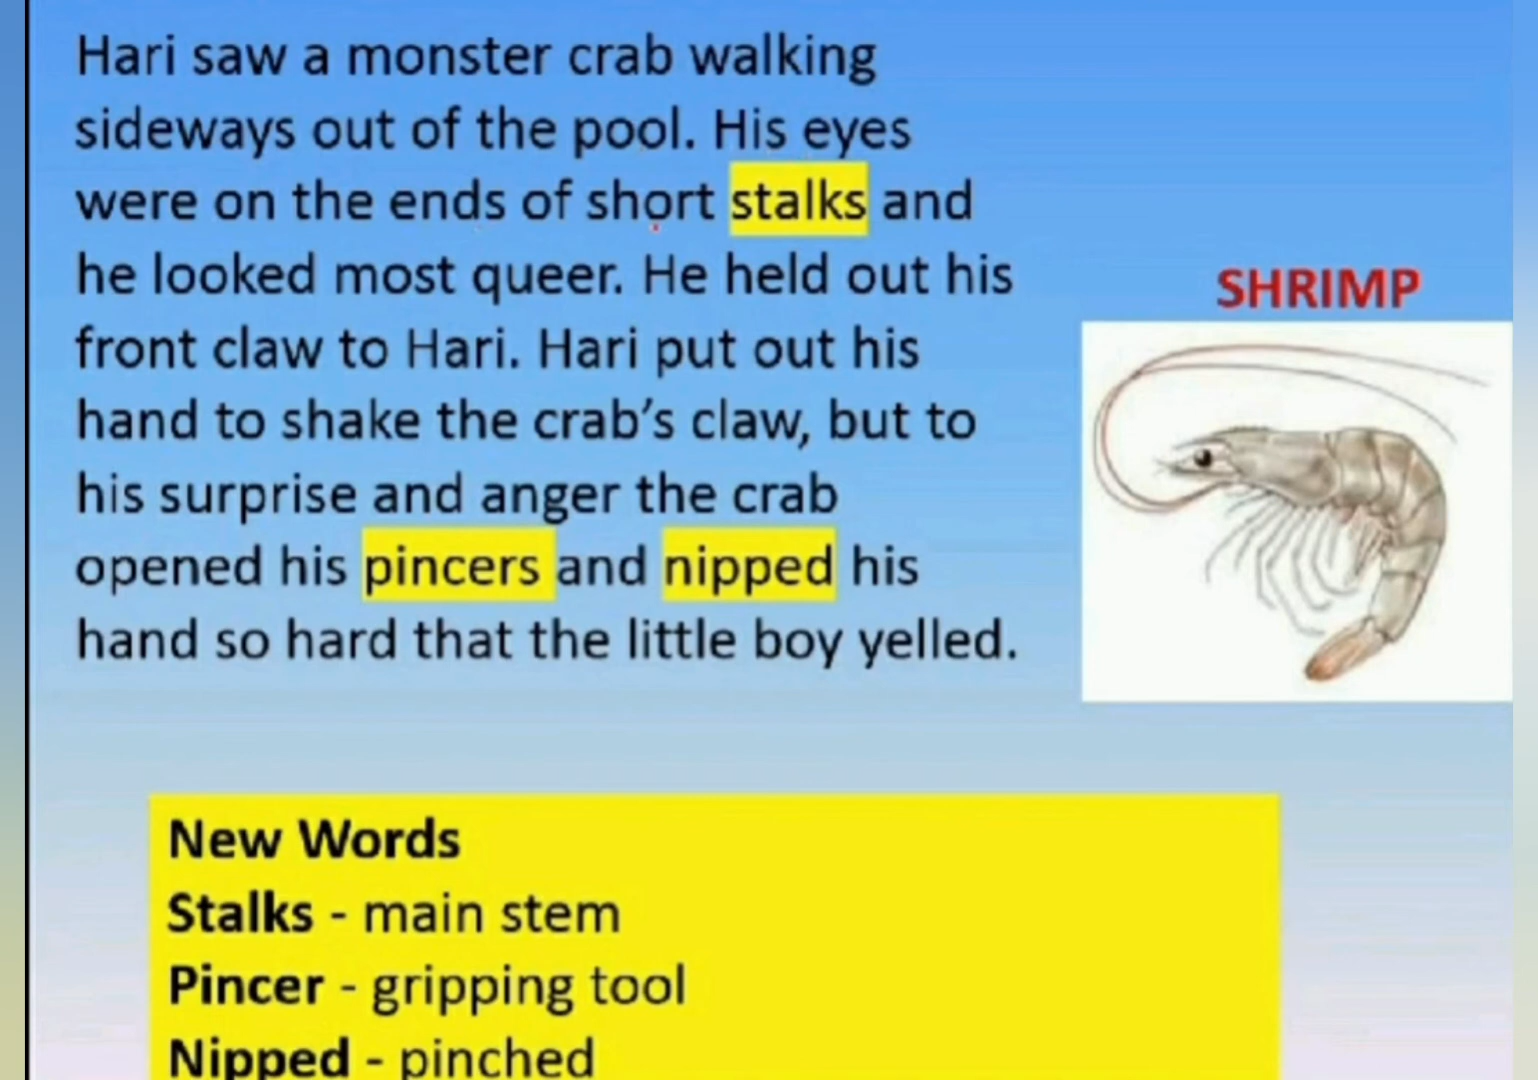 Hari saw a monster crab walking
sideways out of the pool. His eyes
were on the ends of short stalks and
he looked most queer. He held out his
front claw to Hari. Hari put out his
hand to shake the crab's claw, but to
his surprise and anger the crab
opened his pincers and nipped his
hand so hard that the little boy yelled.
SHRIMP
New Words
Stalks - main stem
Pincer - gripping tool
Nipped - pinched